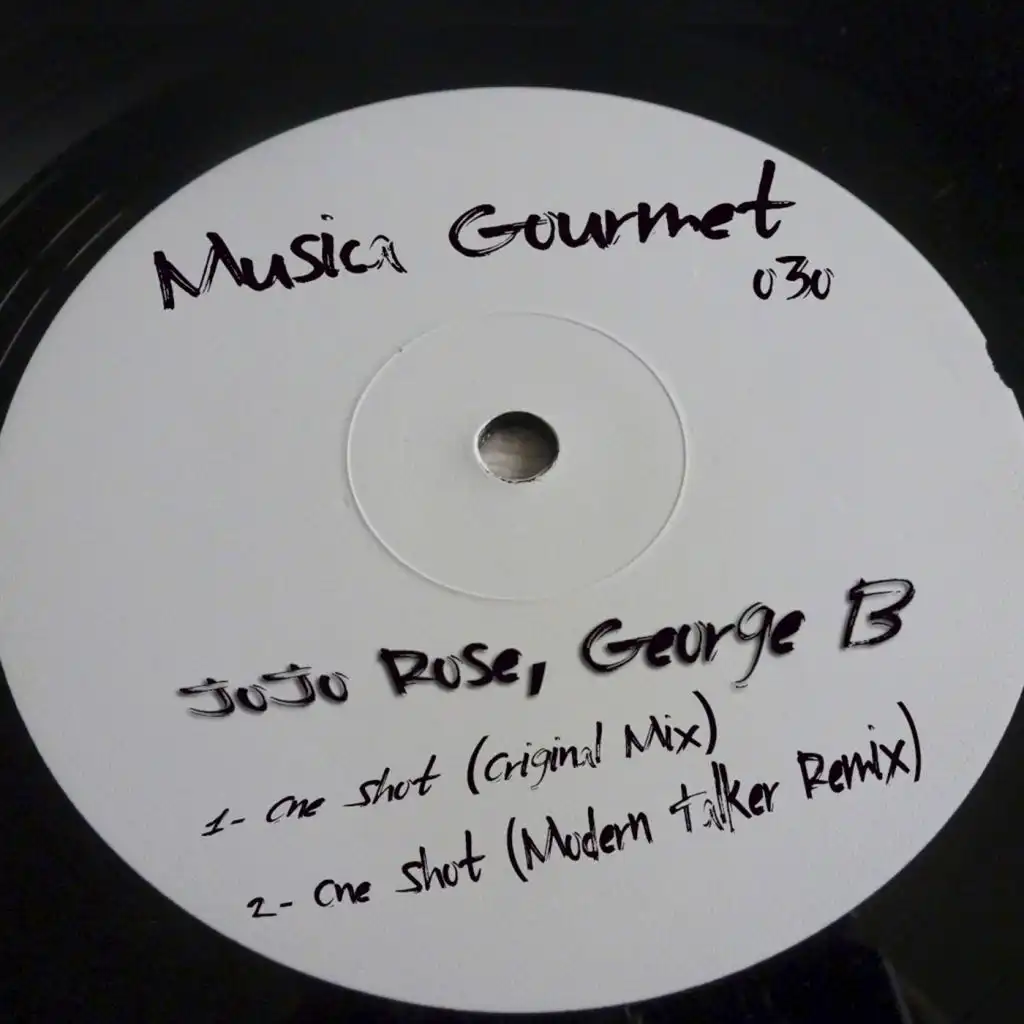 Musica Gourmet
030
JoJo Rose, George B
1- One shot (Original Mix)
2- One shot (Modern talker Remix)